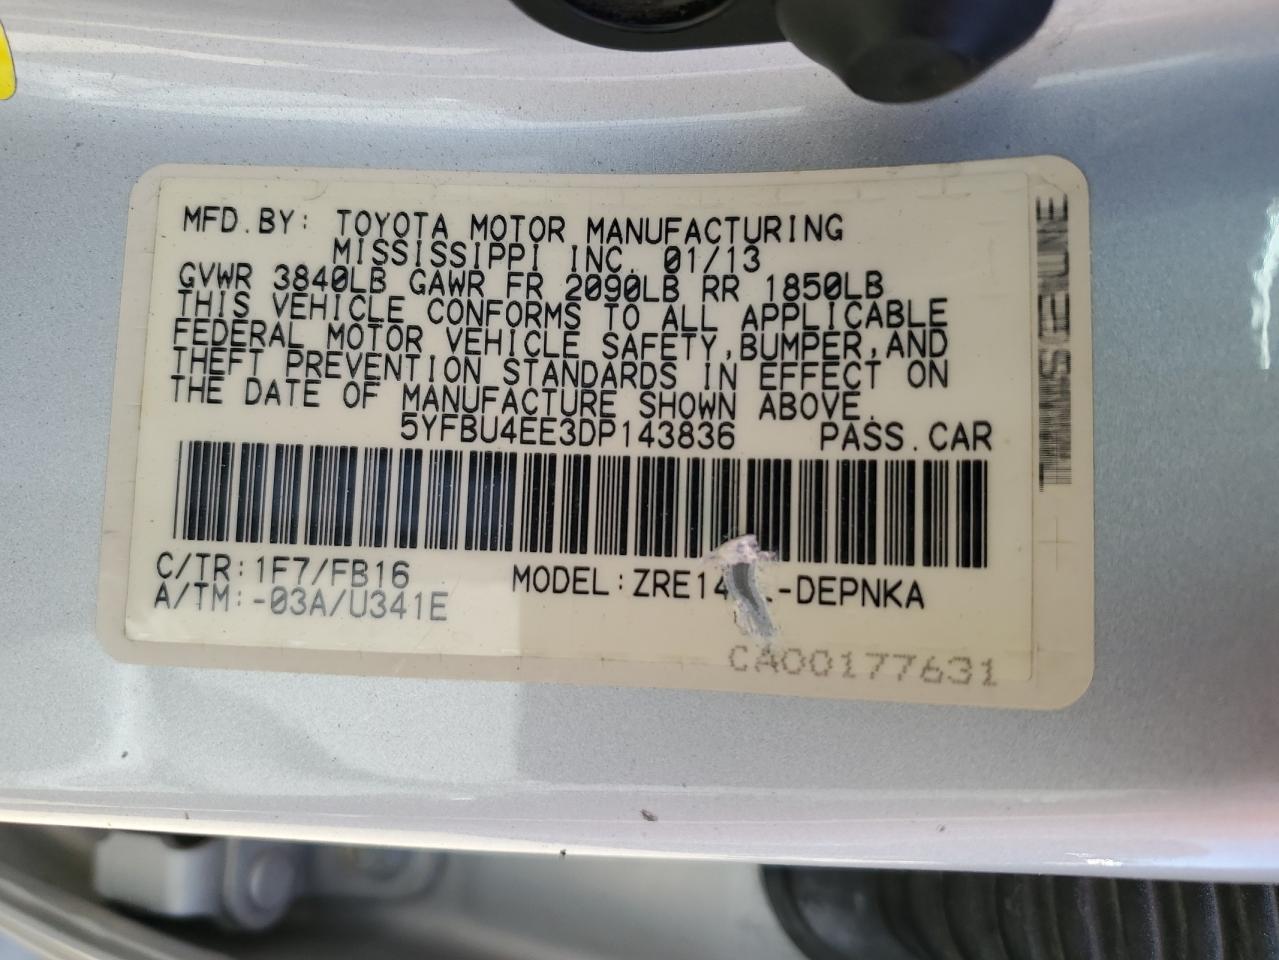 MFD.BY: TOYOTA MOTOR MANUFACTURING
MISSISSIPPI INC. 01/13
GVWR 3840LB GAWR FR 2090LB RR 1850LB
THIS VEHICLE CONFORMS TO ALL APPLICABLE
FEDERAL MOTOR VEHICLE SAFETY,BUMPER,AND
THEFT PREVENTION STANDARDS IN EFFECT ON
THE DATE OF MANUFACTURE SHOWN ABOVE.
5YFBU4EE3DP143836 PASS.CAR
C/TR:1F7/FB16 MODEL:
A/TM:-03A/U341E
CA00177631